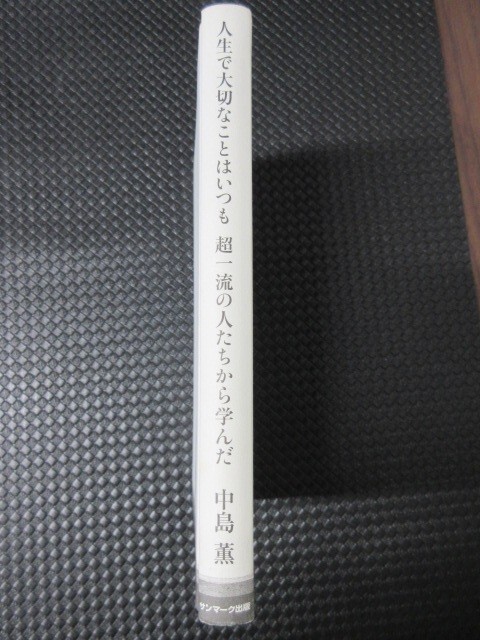 人生で大切なことはいつも 超一流の人たちから学んだ 中島 薫
サンマーク出版